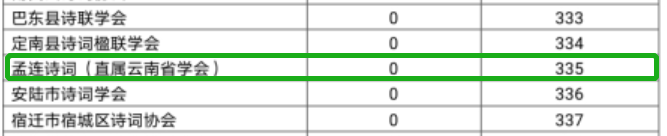 巴东县诗联学会 0 333
定南县诗词楹联学会 0 334
孟连诗词（直属云南省学会） 0 335
安陆市诗词学会 0 336
宿迁市宿城区诗词协会 0 337